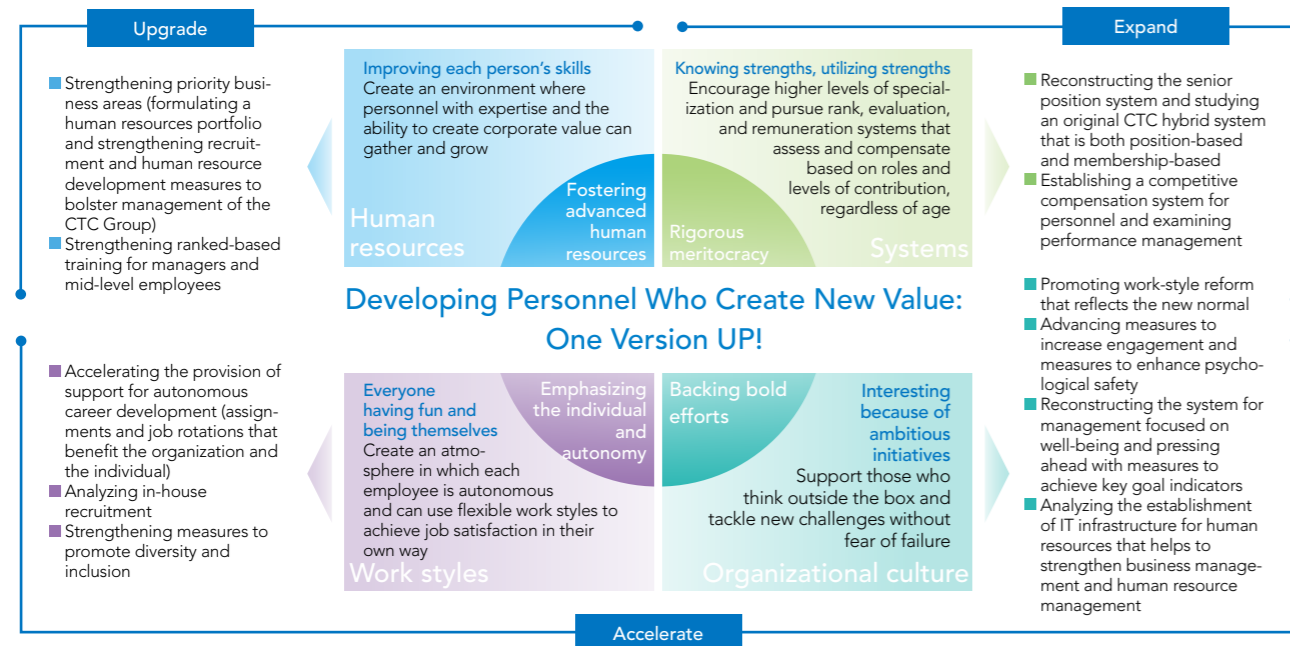 Upgrade
Expand
Strengthening priority busi-
ness areas (formulating a
human resources portfolio
and strengthening recruit-
ment and human resource
development measures to
bolster management of the
CTC Group)
Strengthening ranked-based
training for managers and
mid-level employees
Improving each person's skills
Create an environment where
personnel with expertise and the
ability to create corporate value can
gather and grow
Human
resources
Fostering
advanced
human
resources
Knowing strengths, utilizing strengths
Encourage higher levels of special-
ization and pursue rank, evaluation,
and remuneration systems that
assess and compensate
based on roles and
levels of contribution,
regardless of age
Rigorous
meritocracy
Systems
Reconstructing the senior
position system and studying
an original CTC hybrid system
that is both position-based
and membership-based
Establishing a competitive
compensation system for
personnel and examining
performance management
Developing Personnel Who Create New Value:
One Version UP!
Accelerating the provision of
support for autonomous
career development (assign-
ments and job rotations that
benefit the organization and
the individual)
Analyzing in-house
recruitment
Strengthening measures to
promote diversity and
inclusion
Everyone
having fun and
being themselves
Create an atmo-
sphere in which each
employee is autonomous
and can use flexible work styles to
achieve job satisfaction in their
own way
Work styles
Emphasizing
the individual
and
autonomy
Backing bold
efforts
Interesting
because of
ambitious
initiatives
Support those who
think outside the box and
tackle new challenges without
fear of failure
Organizational culture
Promoting work-style reform
that reflects the new normal
Advancing measures to
increase engagement and
measures to enhance psycho-
logical safety
Reconstructing the system for
management focused on
well-being and pressing
ahead with measures to
achieve key goal indicators
Analyzing the establishment
of IT infrastructure for human
resources that helps to
strengthen business manage-
ment and human resource
management
Accelerate